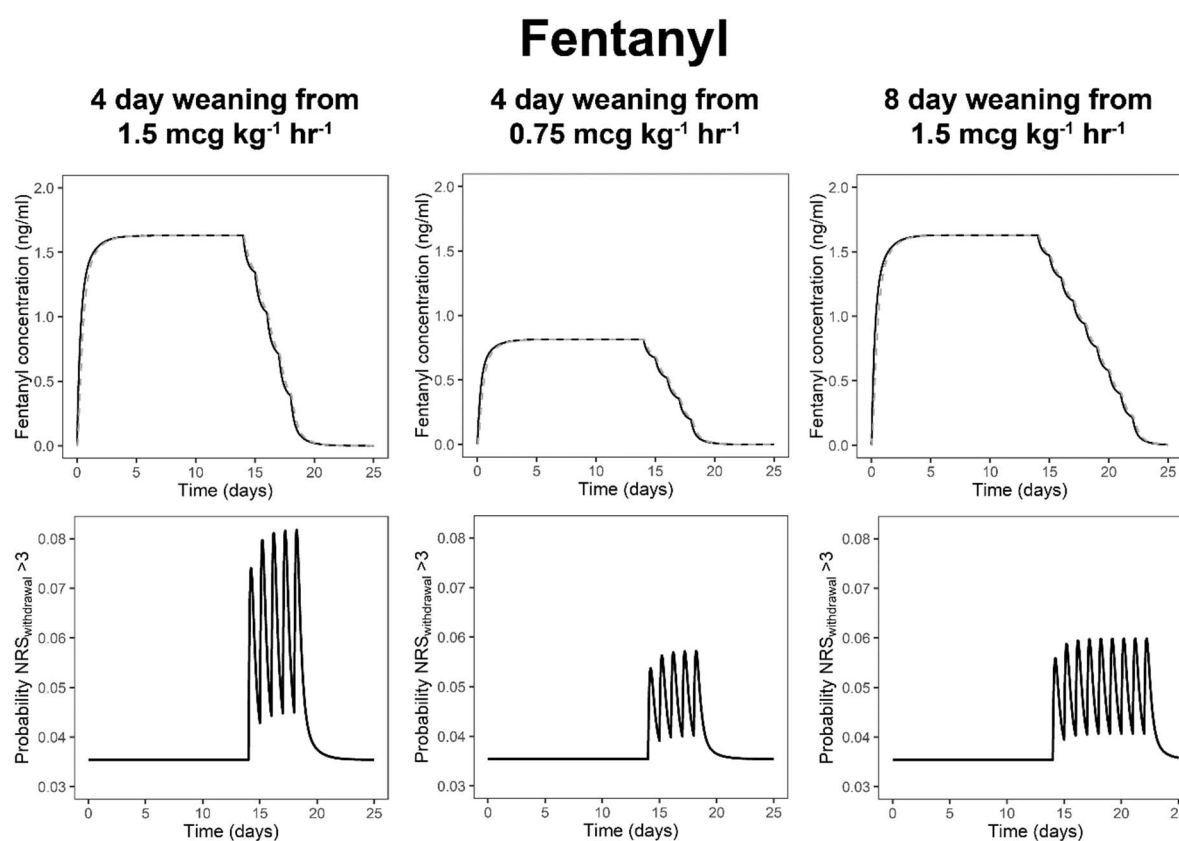 Fentanyl
4 day weaning from
1.5 mcg kg⁻¹ hr⁻¹
4 day weaning from
0.75 mcg kg⁻¹ hr⁻¹
8 day weaning from
1.5 mcg kg⁻¹ hr⁻¹
Fentanyl concentration (ng/ml)
2.0
1.5
1.0
0.5
0.0
0 5 10 15 20 25
Time (days)
Fentanyl concentration (ng/ml)
2.0
1.5
1.0
0.5
0.0
0 5 10 15 20 25
Time (days)
Fentanyl concentration (ng/ml)
2.0
1.5
1.0
0.5
0.0
0 5 10 15 20 25
Time (days)
Probability NRSwithdrawal >3
0.08
0.07
0.06
0.05
0.04
0.03
0 5 10 15 20 25
Time (days)
Probability NRSwithdrawal >3
0.08
0.07
0.06
0.05
0.04
0.03
0 5 10 15 20 25
Time (days)
Probability NRSwithdrawal >3
0.08
0.07
0.06
0.05
0.04
0.03
0 5 10 15 20 25
Time (days)